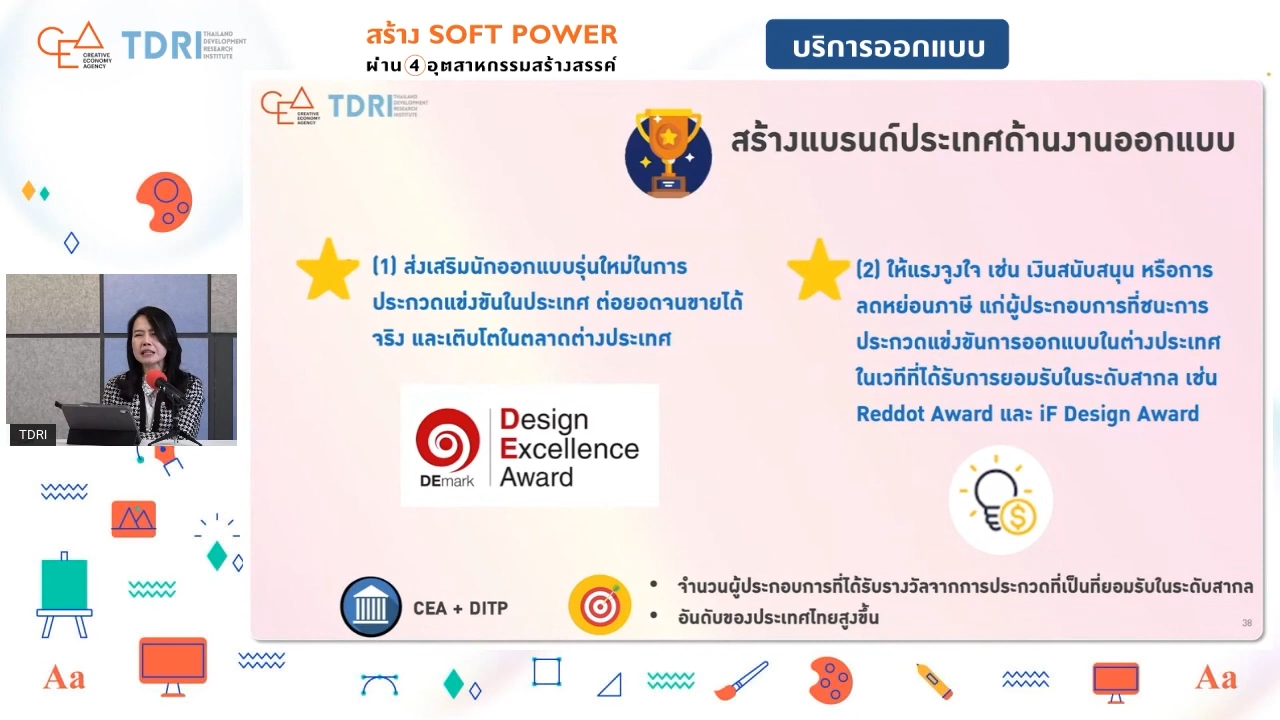 CEA CREATIVE ECONOMY AGENCY
TDRI THAILAND DEVELOPMENT RESEARCH INSTITUTE
สร้าง SOFT POWER
ผ่าน 4 อุตสาหกรรมสร้างสรรค์
บริการออกแบบ
CEA CREATIVE ECONOMY AGENCY
TDRI THAILAND DEVELOPMENT RESEARCH INSTITUTE
สร้างแบรนด์ประเทศด้านงานออกแบบ
(1) ส่งเสริมนักออกแบบรุ่นใหม่ในการ
ประกวดแข่งขันในประเทศ ต่อยอดจนขายได้
จริง และเติบโตในตลาดต่างประเทศ
(2) ให้แรงจูงใจ เช่น เงินสนับสนุน หรือการ
ลดหย่อนภาษี แก่ผู้ประกอบการที่ชนะการ
ประกวดแข่งขันการออกแบบในต่างประเทศ
ในเวทีที่ได้รับการยอมรับในระดับสากล เช่น
Reddot Award และ iF Design Award
DEmark
Design
Excellence
Award
TDRI
CEA + DITP
• จำนวนผู้ประกอบการที่ได้รับรางวัลจากการประกวดที่เป็นที่ยอมรับในระดับสากล
• อันดับของประเทศไทยสูงขึ้น
38
Aa
Aa